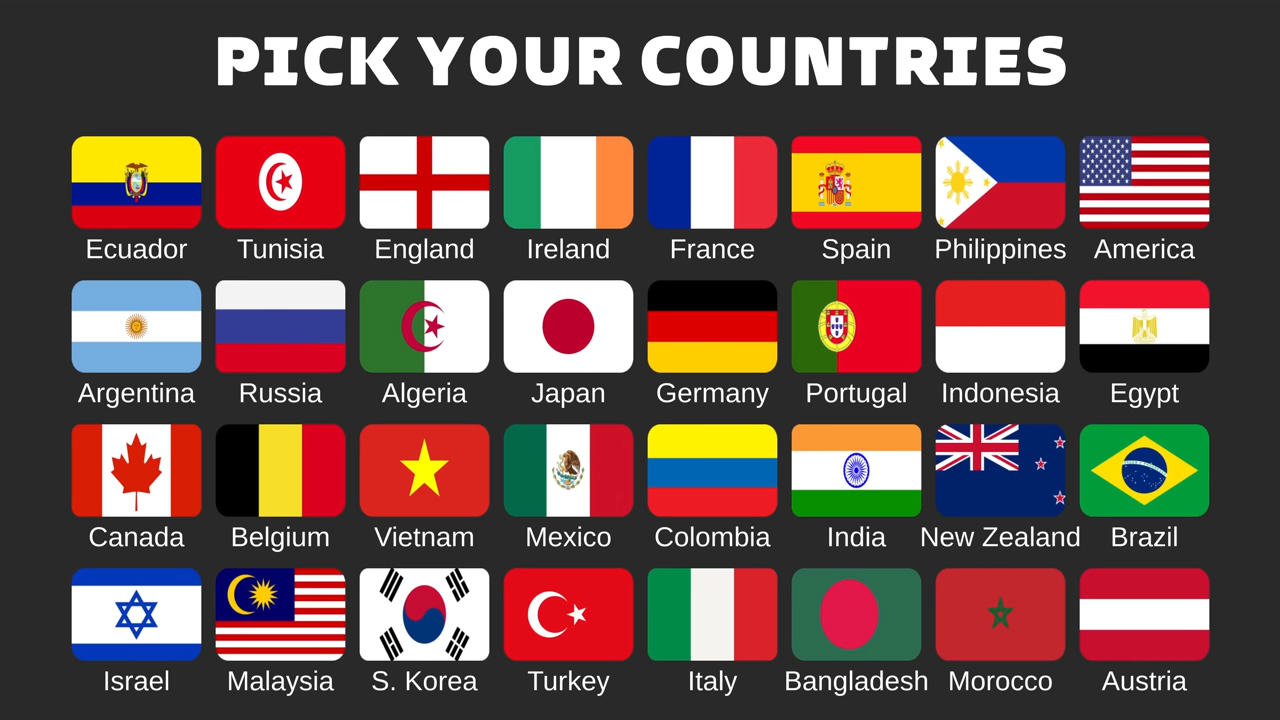 PICK YOUR COUNTRIES
Ecuador Tunisia England Ireland France Spain Philippines America
Argentina Russia Algeria Japan Germany Portugal Indonesia Egypt
Canada Belgium Vietnam Mexico Colombia India New Zealand Brazil
Israel Malaysia S. Korea Turkey Italy Bangladesh Morocco Austria